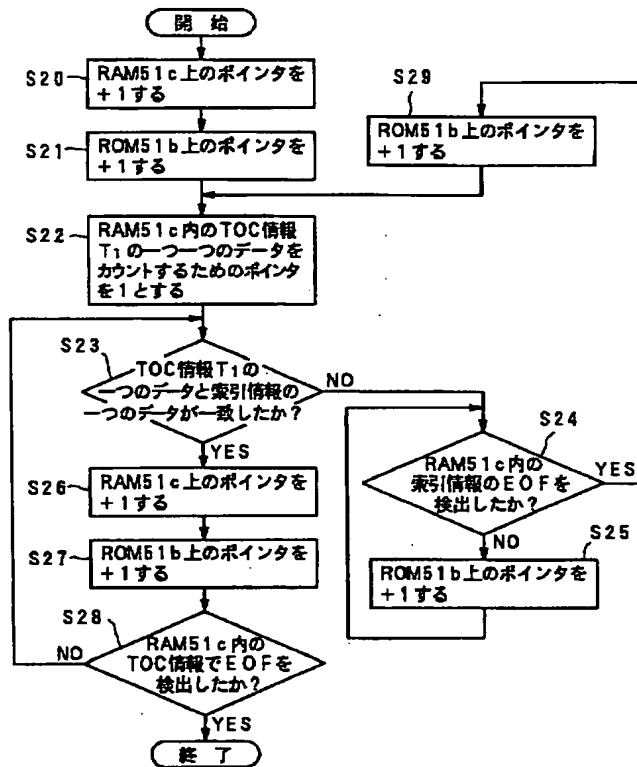 開始
S20
RAM51c上のポインタを
+1する
S29
ROM51b上のポインタを
+1する
S21
ROM51b上のポインタを
+1する
S22
RAM51c内のTOC情報
T₁の一つ一つのデータを
カウントするためのポインタ
を1とする
S23
TOC情報T₁の
一つのデータと索引情報の
一つのデータが一致したか?
NO
YES
S24
RAM51c内の
索引情報のEOFを
検出したか?
YES
NO
S26
RAM51c上のポインタを
+1する
S25
ROM51b上のポインタを
+1する
S27
ROM51b上のポインタを
+1する
S28
RAM51c内の
TOC情報でEOFを
検出したか?
NO
YES
終了